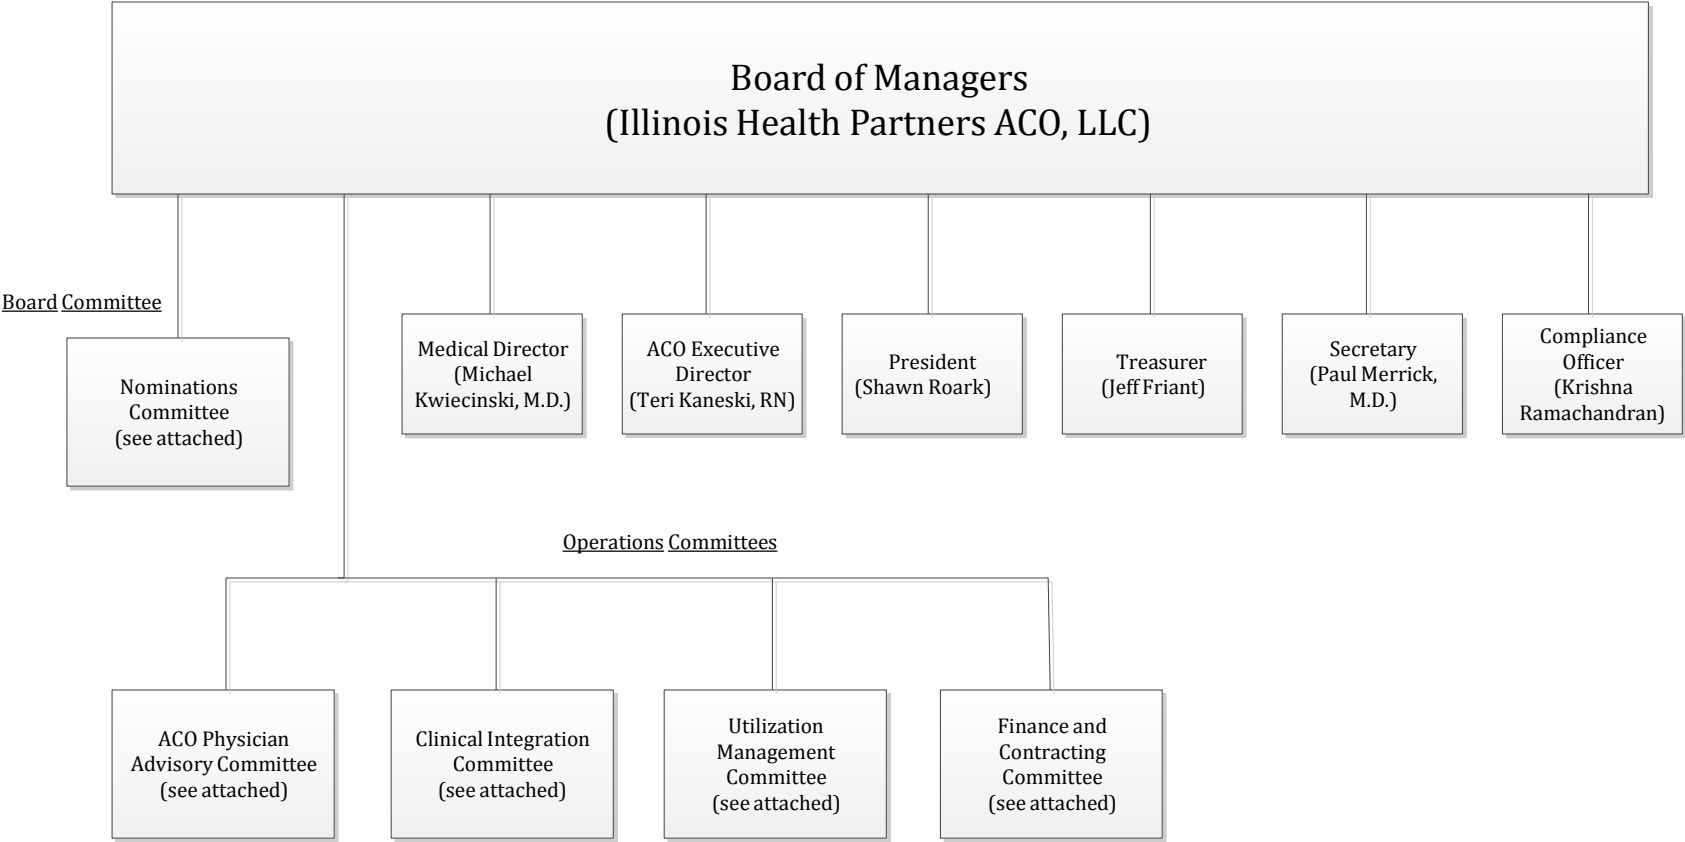 Board of Managers
(Illinois Health Partners ACO, LLC)
Board Committee
Nominations
Committee
(see attached)
Medical Director
(Michael
Kwiecinski, M.D.)
ACO Executive
Director
(Teri Kaneski, RN)
President
(Shawn Roark)
Treasurer
(Jeff Friant)
Secretary
(Paul Merrick,
M.D.)
Compliance
Officer
(Krishna
Ramachandran)
Operations Committees
ACO Physician
Advisory Committee
(see attached)
Clinical Integration
Committee
(see attached)
Utilization
Management
Committee
(see attached)
Finance and
Contracting
Committee
(see attached)